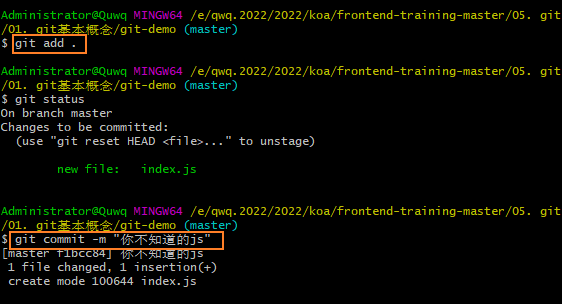 Administrator@Quwq MINGW64 /e/qwq.2022/2022/koa/frontend-training-master/05. git
/01. git基本概念/git-demo (master)
$ git add .
Administrator@Quwq MINGW64 /e/qwq.2022/2022/koa/frontend-training-master/05. git
/01. git基本概念/git-demo (master)
$ git status
On branch master
Changes to be committed:
  (use "git reset HEAD <file>..." to unstage)
        new file:   index.js
Administrator@Quwq MINGW64 /e/qwq.2022/2022/koa/frontend-training-master/05. git
/01. git基本概念/git-demo (master)
$ git commit -m "你不知道的js"
[master f1bcc84] 你不知道的js
 1 file changed, 1 insertion(+)
 create mode 100644 index.js